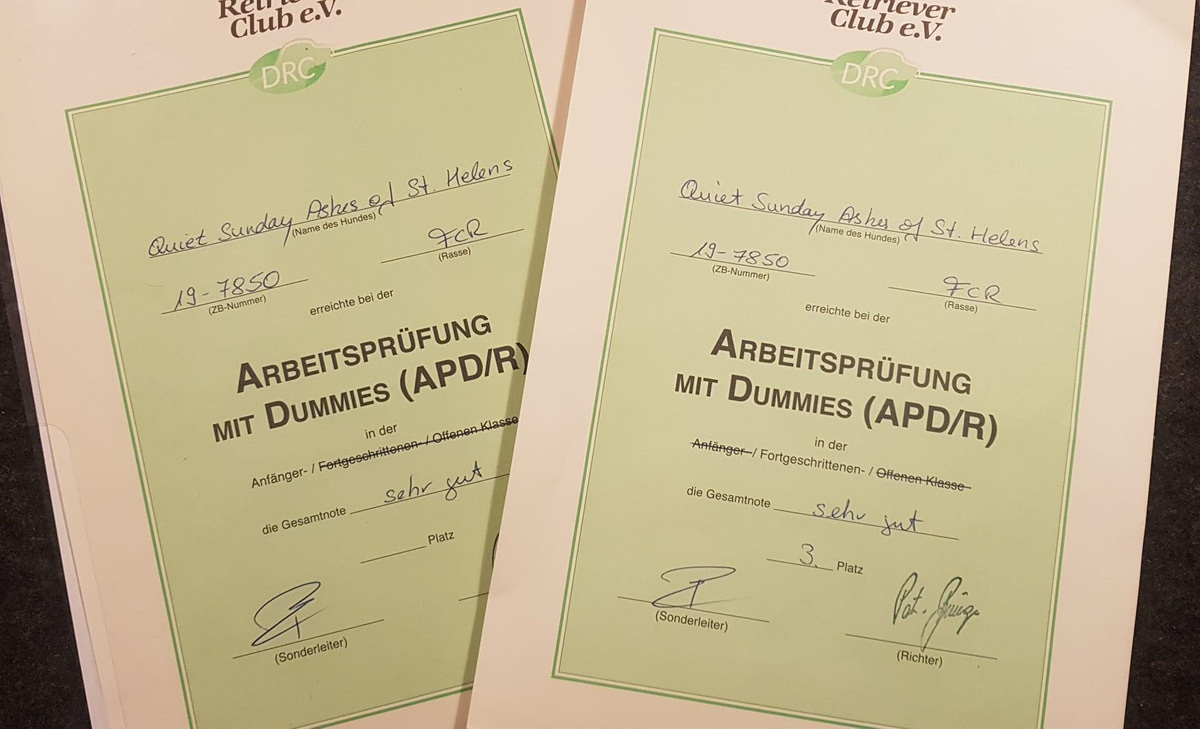 Club e.V.
DRC
Quiet Sunday Ashes of St. Helens
(Name des Hundes)
19-7850
FCR
(ZB-Nummer)
(Rasse)
erreichte bei der
ARBEITSPRÜFUNG
MIT DUMMIES (APD/R)
in der
Anfänger- / Fortgeschrittenen- / Offenen Klasse
die Gesamtnote sehr gut
Platz
(Sonderleiter)
Retriever
Club e.V.
DRC
Quiet Sunday Ashes of St. Helens
(Name des Hundes)
19-7850
FCR
(ZB-Nummer)
(Rasse)
erreichte bei der
ARBEITSPRÜFUNG
MIT DUMMIES (APD/R)
in der
Anfänger- / Fortgeschrittenen- / Offenen Klasse
die Gesamtnote sehr gut
3. Platz
(Sonderleiter)
(Richter)